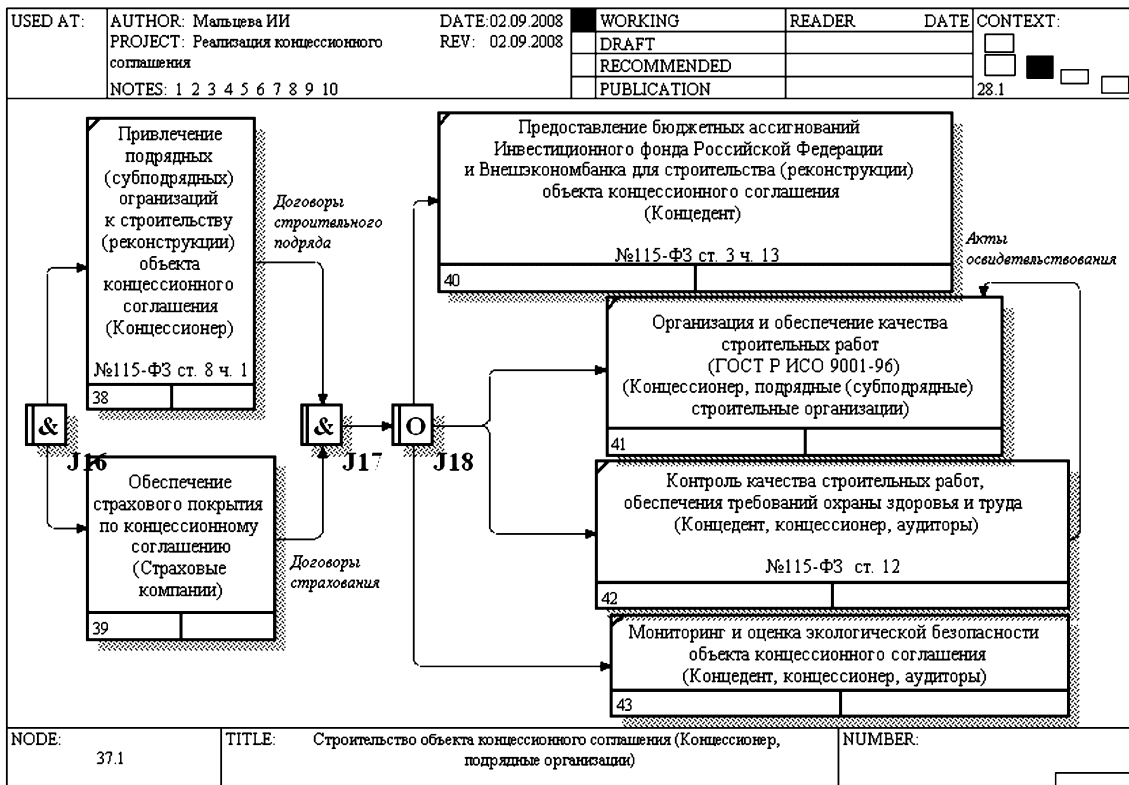 USED AT:
AUTHOR: Мальцева ИИ
DATE:02.09.2008
PROJECT: Реализация концессионного
соглашения
REV: 02.09.2008
NOTES: 1 2 3 4 5 6 7 8 9 10
WORKING
DRAFT
RECOMMENDED
PUBLICATION
READER
DATE
CONTEXT:
28.1
Привлечение
подрядных
(субподрядных)
огранизаций
к строительству
(реконструкции)
объекта
концессионного
соглашения
(Концессионер)
№115-ФЗ ст. 8 ч. 1
38
Договоры
строительного
подряда
Предоставление бюджетных ассигнований
Инвестиционного фонда Российской Федерации
и Внешэкономбанка для строительства (реконструкции)
объекта концессионного соглашения
(Концедент)
№115-ФЗ ст. 3 ч. 13
40
Акты
освидетельствования
Организация и обеспечение качества
строительных работ
(ГОСТ Р ИСО 9001-96)
(Концессионер, подрядные (субподрядные)
строительные организации)
41
&
J16
&
J17
O
J18
Обеспечение
страхового покрытия
по концессионному
соглашению
(Страховые
компании)
39
Договоры
страхования
Контроль качества строительных работ,
обеспечения требований охраны здоровья и труда
(Концедент, концессионер, аудиторы)
№115-ФЗ ст. 12
42
Мониторинг и оценка экологической безопасности
объекта концессионного соглашения
(Концедент, концессионер, аудиторы)
43
NODE:
37.1
TITLE:
Строительство объекта концессионного соглашения (Концессионер,
подрядные организации)
NUMBER: